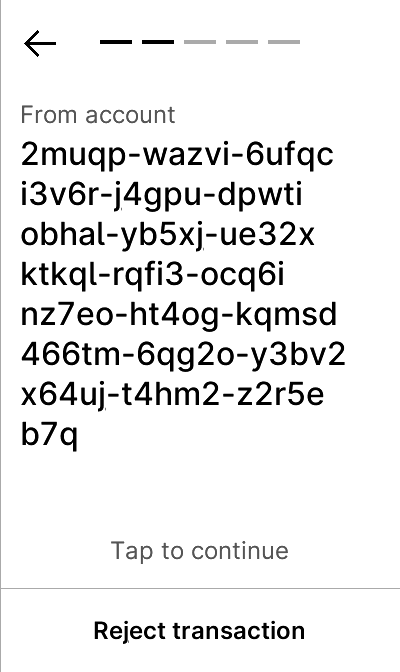 From account
2muqp-wazvi-6ufqc
i3v6r-j4gpu-dpwti
obhal-yb5xj-ue32x
ktkql-rqfi3-ocq6i
nz7eo-ht4og-kqmsd
466tm-6qg2o-y3bv2
x64uj-t4hm2-z2r5e
b7q
Tap to continue
Reject transaction